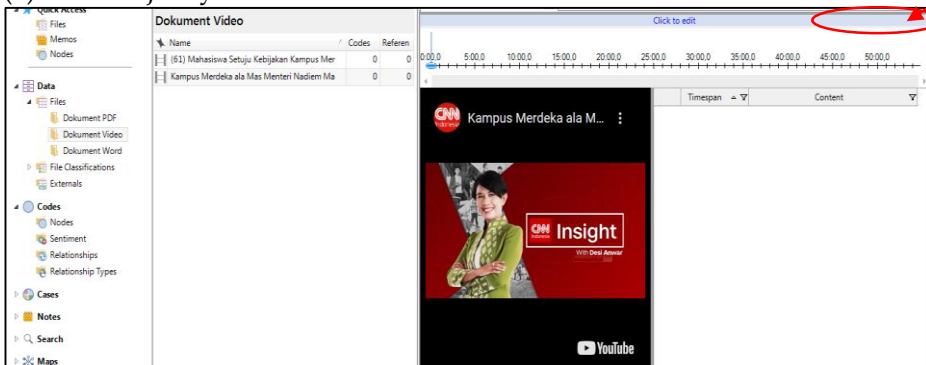 Quick Access
Files
Memos
Nodes
Data
Files
Dokument PDF
Dokument Video
Dokument Word
File Classifications
Externals
Codes
Nodes
Sentiment
Relationships
Relationship Types
Cases
Notes
Search
Maps
Dokument Video
Name Codes Referen
(61) Mahasiswa Setuju Kebijakan Kampus Mer 0 0
Kampus Merdeka ala Mas Menteri Nadiem Ma 0 0
Click to edit
0:00,0 5:00,0 10:00,0 15:00,0 20:00,0 25:00,0 30:00,0 35:00,0 40:00,0 45:00,0 50:00,0
Timespan Content
CNN Indonesia Kampus Merdeka ala M...
CNN Indonesia Insight
With Desi Anwar
YouTube